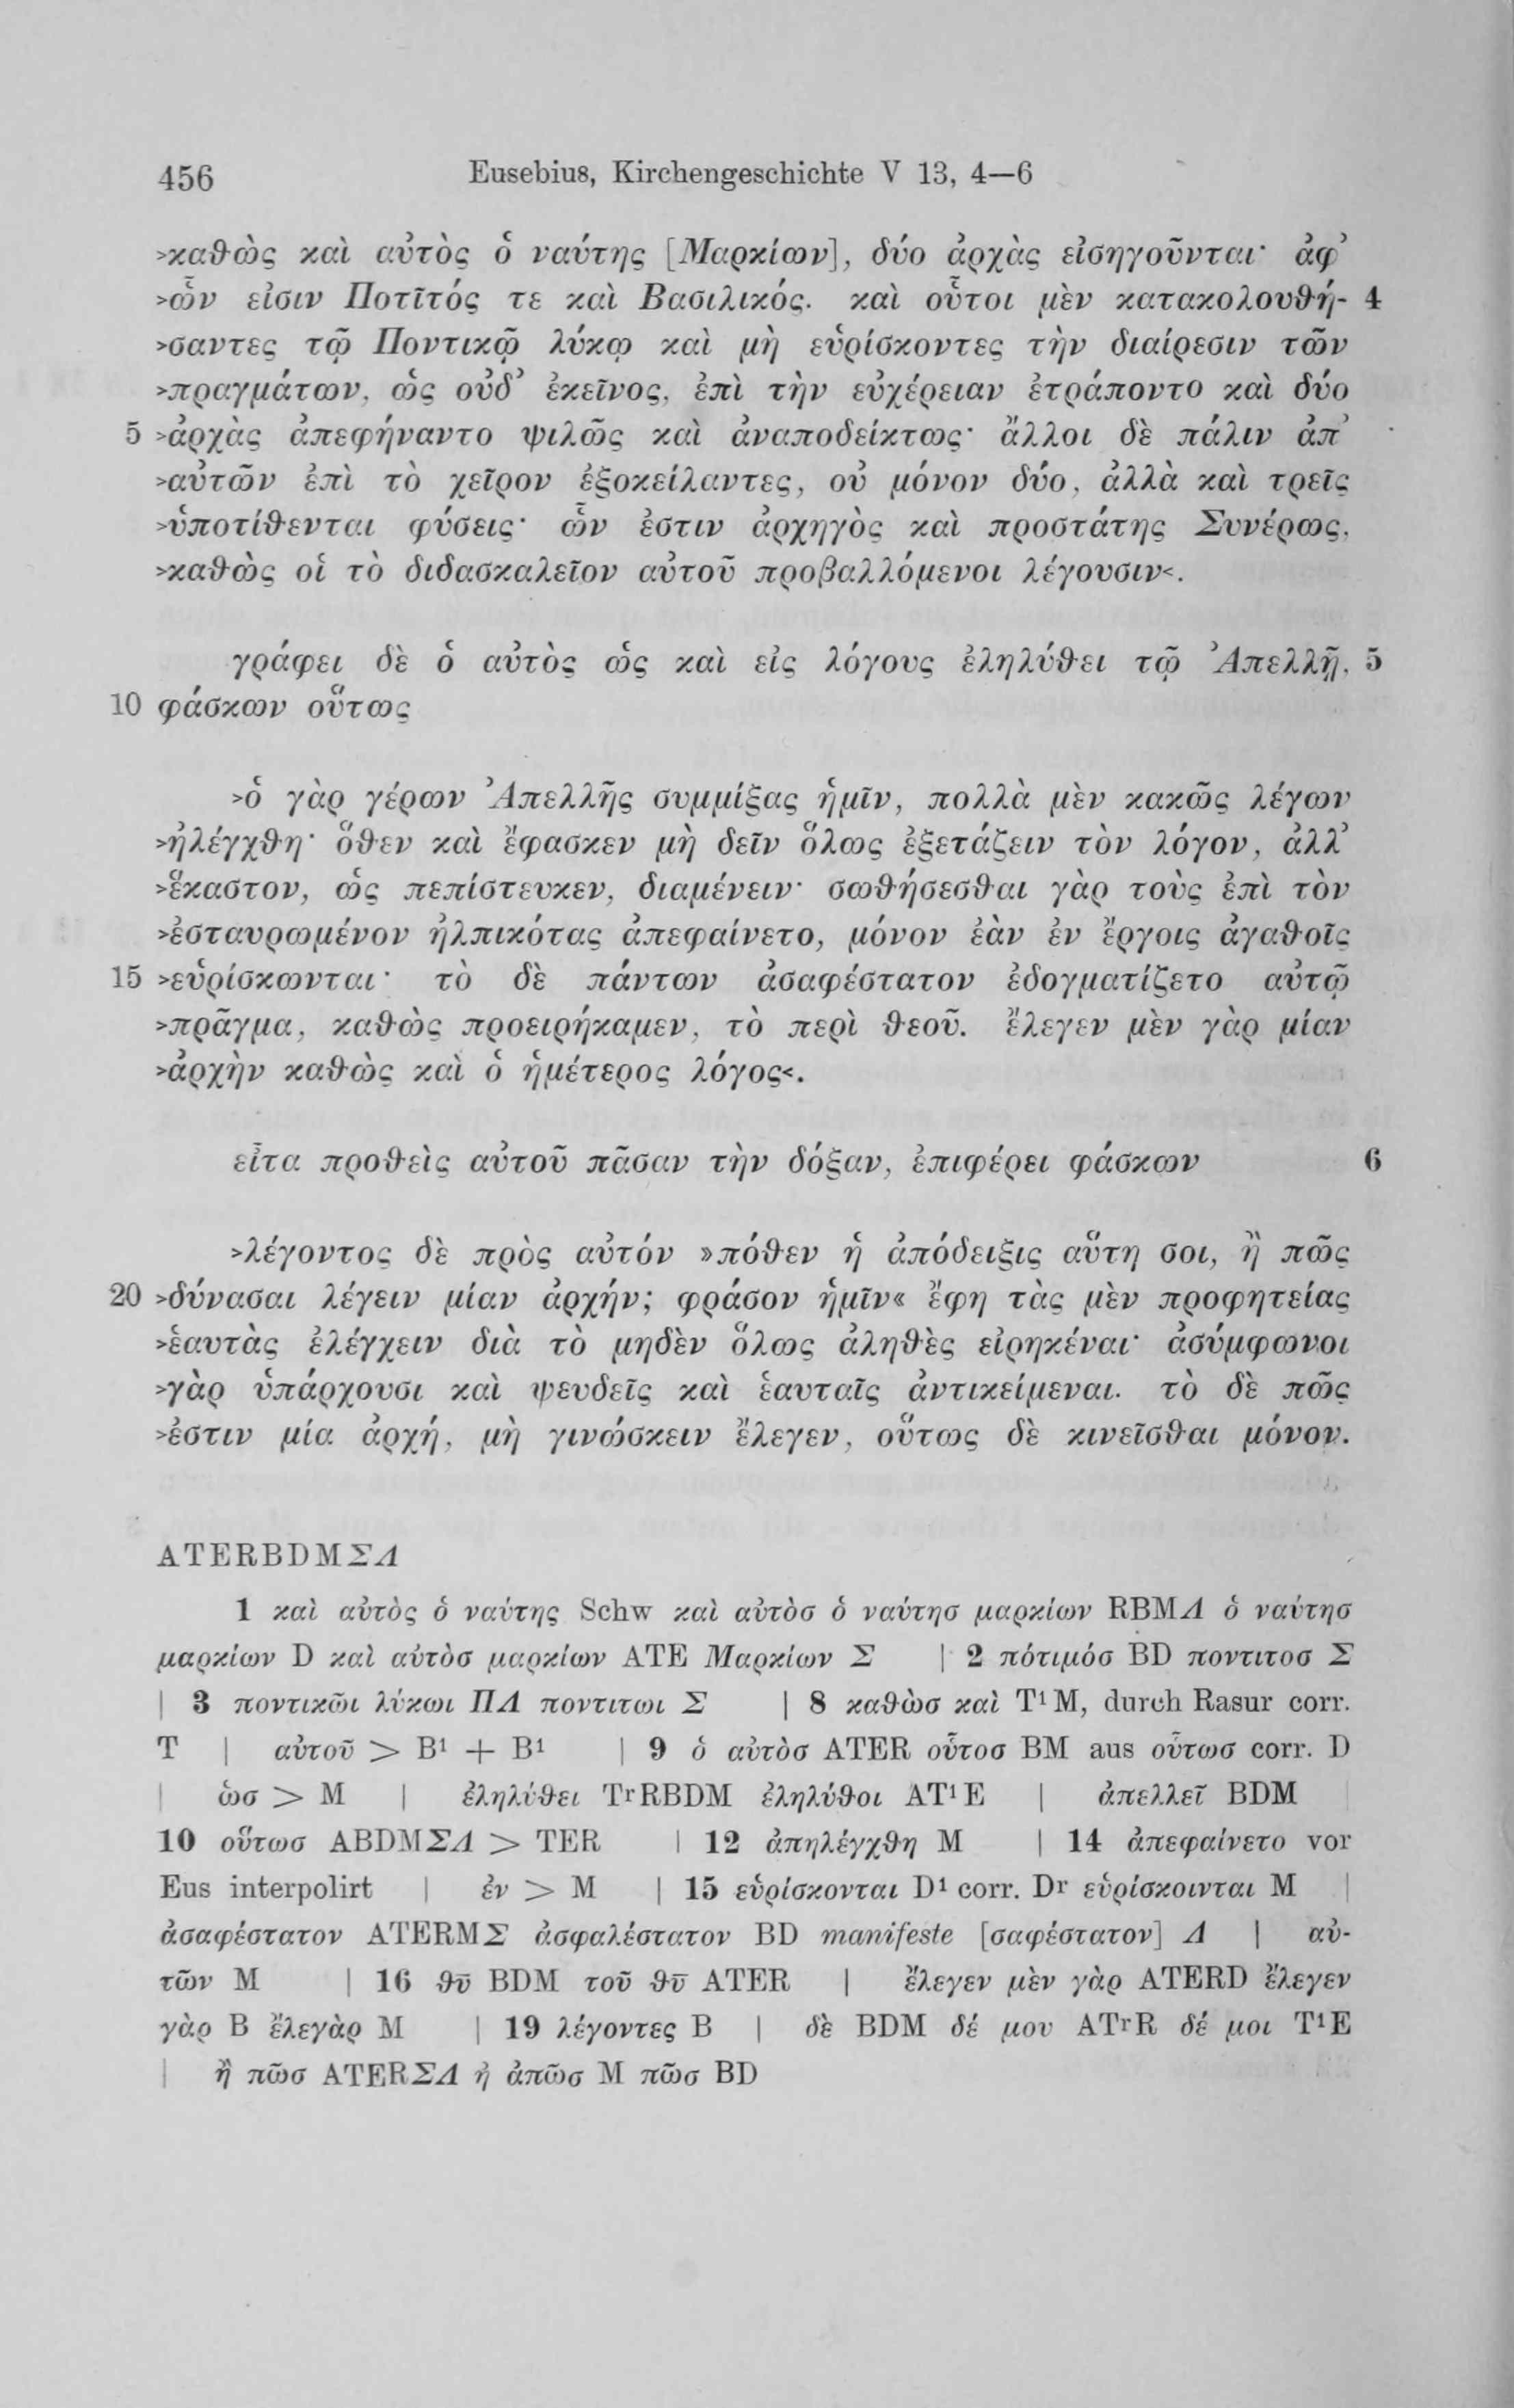 456 Eusebius, Kirchengeschichte V 13, 4—6
>καθὼς καὶ αὐτὸς ὁ ναύτης [Μαρκίων], δύο ἀρχὰς εἰσηγοῦνται· ἀφ’
>ὧν εἰσιν Ποτῖτός τε καὶ Βασιλικός. καὶ οὗτοι μὲν κατακολουθή- 4
>σαντες τῷ Ποντικῷ λύκῳ καὶ μὴ εὑρίσκοντες τὴν διαίρεσιν τῶν
>πραγμάτων, ὡς οὐδ’ ἐκεῖνος, ἐπὶ τὴν εὐχέρειαν ἐτράποντο καὶ δύο
5 >ἀρχὰς ἀπεφήναντο ψιλῶς καὶ ἀναποδείκτως· ἄλλοι δὲ πάλιν ἀπ’
>αὐτῶν ἐπὶ τὸ χεῖρον ἐξοκείλαντες, οὐ μόνον δύο, ἀλλὰ καὶ τρεῖς
>ὑποτίθενται φύσεις· ὧν ἐστιν ἀρχηγὸς καὶ προστάτης Συνέρως,
>καθὼς οἱ τὸ διδασκαλεῖον αὐτοῦ προβαλλόμενοι λέγουσιν<.
γράφει δὲ ὁ αὐτὸς ὡς καὶ εἰς λόγους ἐληλύθει τῷ Ἀπελλῇ, 5
10 φάσκων οὕτως
>ὁ γὰρ γέρων Ἀπελλῆς συμμίξας ἡμῖν, πολλὰ μὲν κακῶς λέγων
>ἠλέγχθη· ὅθεν καὶ ἔφασκεν μὴ δεῖν ὅλως ἐξετάζειν τὸν λόγον, ἀλλ’
>ἕκαστον, ὡς πεπίστευκεν, διαμένειν· σωθήσεσθαι γὰρ τοὺς ἐπὶ τὸν
>ἐσταυρωμένον ἠλπικότας ἀπεφαίνετο, μόνον ἐὰν ἐν ἔργοις ἀγαθοῖς
15 >εὑρίσκωνται· τὸ δὲ πάντων ἀσαφέστατον ἐδογματίζετο αὐτῷ
>πρᾶγμα, καθὼς προειρήκαμεν, τὸ περὶ θεοῦ. ἔλεγεν μὲν γὰρ μίαν
>ἀρχὴν καθὼς καὶ ὁ ἡμέτερος λόγος<.
εἶτα προθεὶς αὐτοῦ πᾶσαν τὴν δόξαν, ἐπιφέρει φάσκων 6
>λέγοντος δὲ πρὸς αὐτόν »πόθεν ἡ ἀπόδειξις αὕτη σοι, ἢ πῶς
20 >δύνασαι λέγειν μίαν ἀρχήν; φράσον ἡμῖν« ἔφη τὰς μὲν προφητείας
>ἑαυτὰς ἐλέγχειν διὰ τὸ μηδὲν ὅλως ἀληθὲς εἰρηκέναι· ἀσύμφωνοι
>γὰρ ὑπάρχουσι καὶ ψευδεῖς καὶ ἑαυταῖς ἀντικείμεναι. τὸ δὲ πῶς
>ἐστιν μία ἀρχή, μὴ γινώσκειν ἔλεγεν, οὕτως δὲ κινεῖσθαι μόνον.
ATERBDMΣΛ
1 καὶ αὐτὸς ὁ ναύτης Schw καὶ αὐτὸσ ὁ ναύτησ μαρκίων RBMΛ ὁ ναύτησ
μαρκίων D καὶ αὐτὸσ μαρκίων ATE Μαρκίων Σ | 2 πότιμόσ BD ποντιτοσ Σ
| 3 ποντικῶι λύκωι ΠΛ ποντιτωι Σ | 8 καθὼσ καὶ T¹M, durch Rasur corr.
T | αὐτοῦ > B¹ + B¹ | 9 ὁ αὐτὸσ ATER οὗτοσ BM aus οὕτωσ corr. D
| ὡσ > M | ἐληλύθει TʳRBDM ἐληλύθοι AT¹E | ἀπελλεῖ BDM
10 οὕτωσ ABDMΣΛ > TER | 12 ἀπηλέγχθη M | 14 ἀπεφαίνετο vor
Eus interpolirt | ἐν > M | 15 εὑρίσκονται D¹ corr. Dʳ εὑρίσκοινται M |
ἀσαφέστατον ATERMΣ ἀσφαλέστατον BD manifeste [σαφέστατον] Λ | αὐ-
τῶν M | 16 θῡ BDM τοῦ θῡ ATER | ἔλεγεν μὲν γὰρ ATERD ἔλεγεν
γὰρ B ἔλεγὰρ M | 19 λέγοντες B | δὲ BDM δέ μου ATʳR δέ μοι T¹E
| ἢ πῶσ ATERΣΛ ἠ ἀπῶσ M πῶσ BD